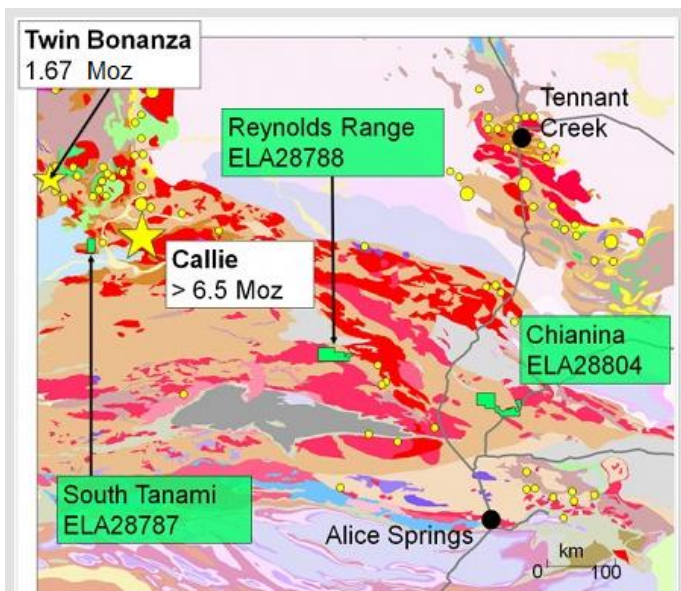 Twin Bonanza
1.67 Moz
Tennant
Creek
Reynolds Range
ELA28788
Callie
> 6.5 Moz
Chianina
ELA28804
South Tanami
ELA28787
Alice Springs
km
0 100